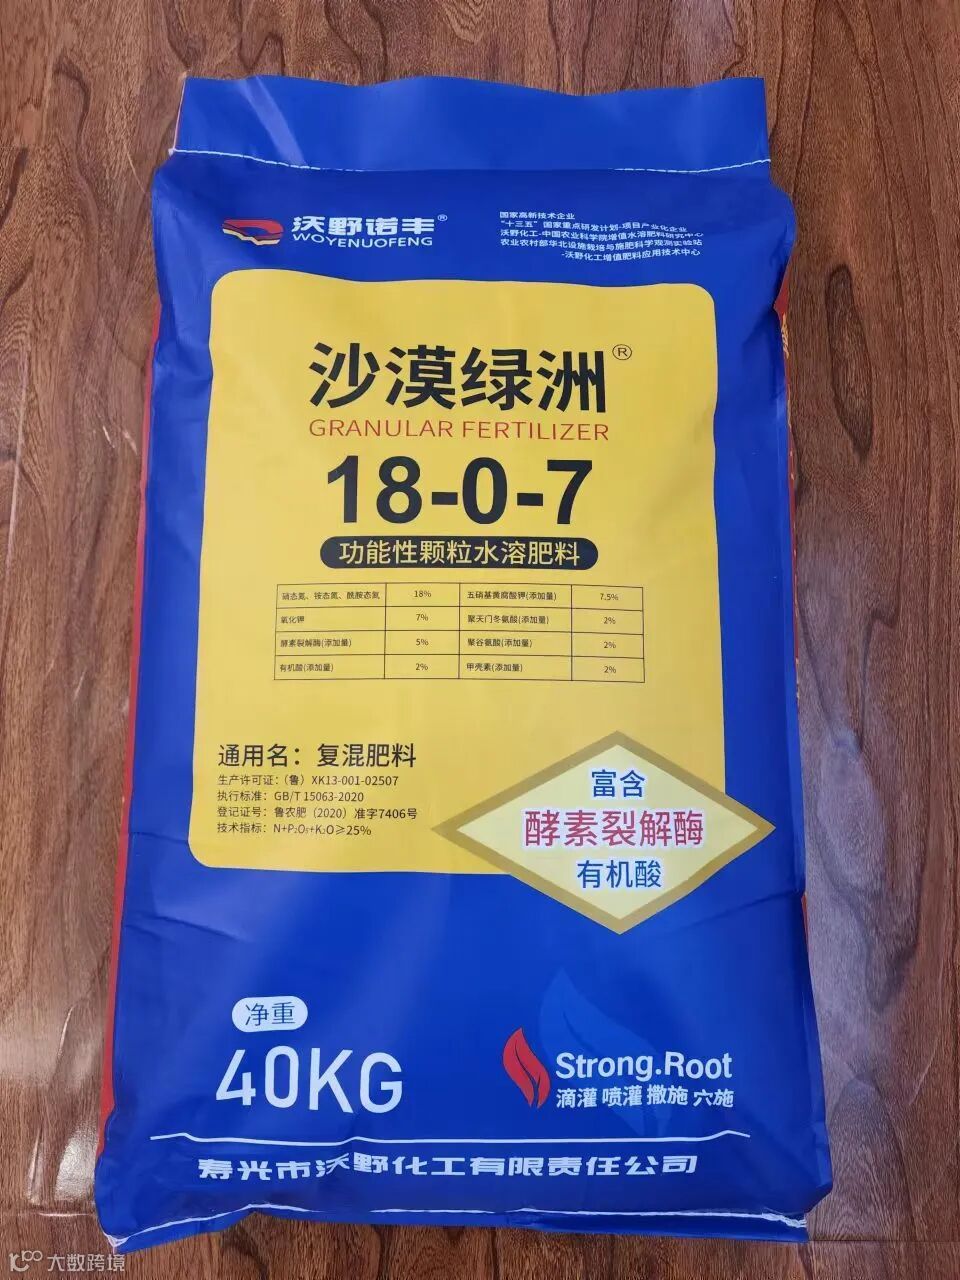 沃野诺丰®
WOYENUOFENG
国家高新技术企业
"十三五"国家重点研发计划-项目产业化企业
沃野化工-中国农业科学院增值水溶肥料研究中心
农业农村部华北设施栽培与施肥科学观测实验站
-沃野化工增值肥料应用技术中心
沙漠绿洲®
GRANULAR FERTILIZER
18-0-7
功能性颗粒水溶肥料
硝态氮、铵态氮、酰胺态氮 18% 五硝基黄腐酸钾(添加量) 7.5%
氧化钾 7% 聚天门冬氨酸(添加量) 2%
酵素裂解酶(添加量) 5% 聚谷氨酸(添加量) 2%
有机酸(添加量) 2% 甲壳素(添加量) 2%
通用名：复混肥料
生产许可证：(鲁）XK13-001-02507
执行标准：GB/T 15063-2020
登记证号：鲁农肥（2020）准字7406号
技术指标：N+P₂O₅+K₂O≥25%
富含
酵素裂解酶
有机酸
净重
40KG
Strong.Root
滴灌 喷灌 撒施 穴施
寿光市沃野化工有限责任公司
大数跨境